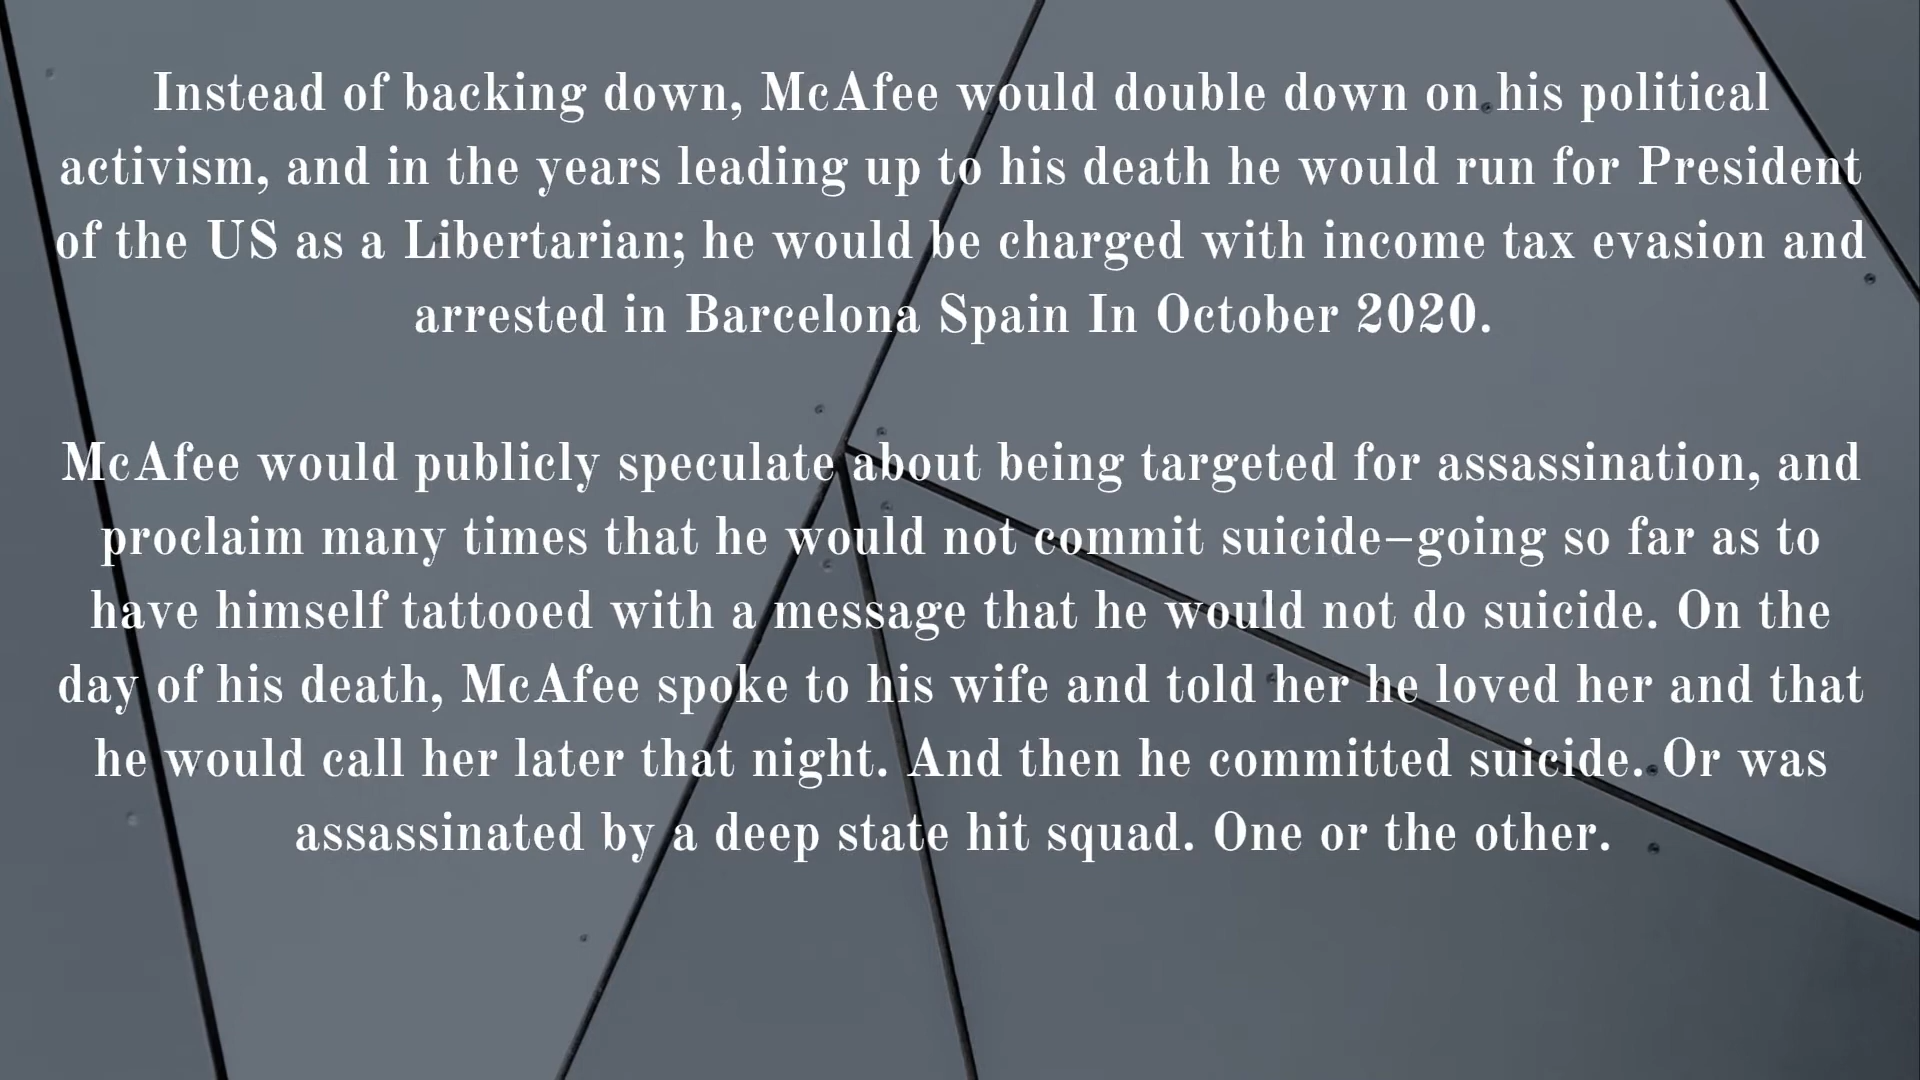 Instead of backing down, McAfee would double down on his political
activism, and in the years leading up to his death he would run for President
of the US as a Libertarian; he would be charged with income tax evasion and
arrested in Barcelona Spain In October 2020.
McAfee would publicly speculate about being targeted for assassination, and
proclaim many times that he would not commit suicide–going so far as to
have himself tattooed with a message that he would not do suicide. On the
day of his death, McAfee spoke to his wife and told her he loved her and that
he would call her later that night. And then he committed suicide. Or was
assassinated by a deep state hit squad. One or the other.